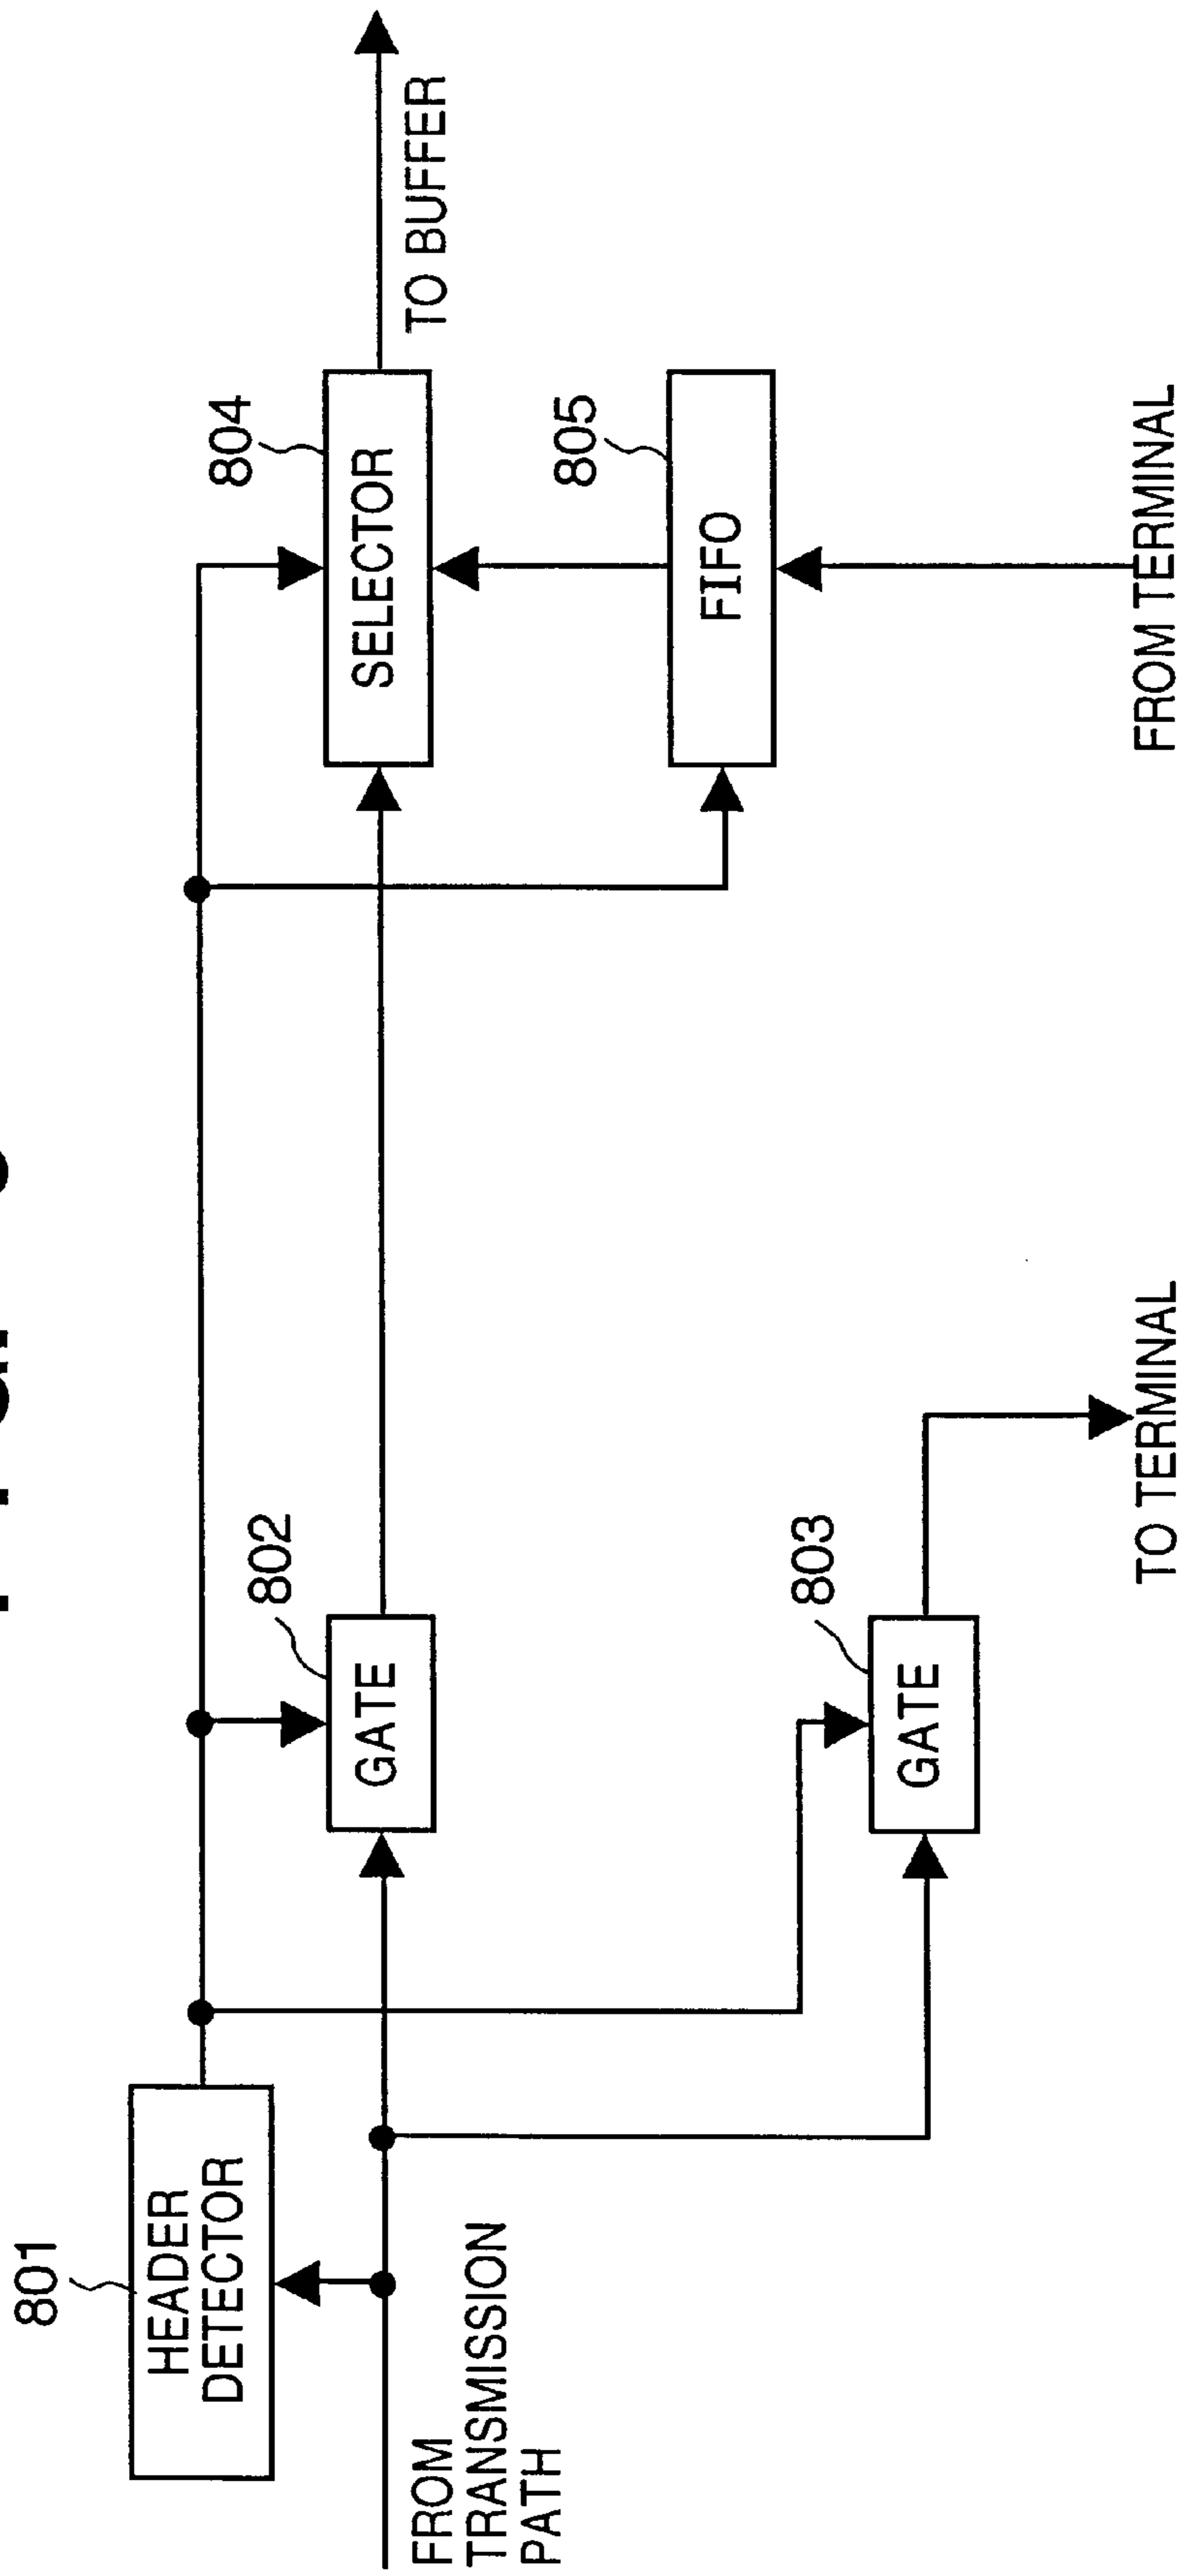 801
HEADER
DETECTOR
FROM
TRANSMISSION
PATH
802
GATE
803
GATE
TO TERMINAL
804
SELECTOR
805
FIFO
FROM TERMINAL
TO BUFFER